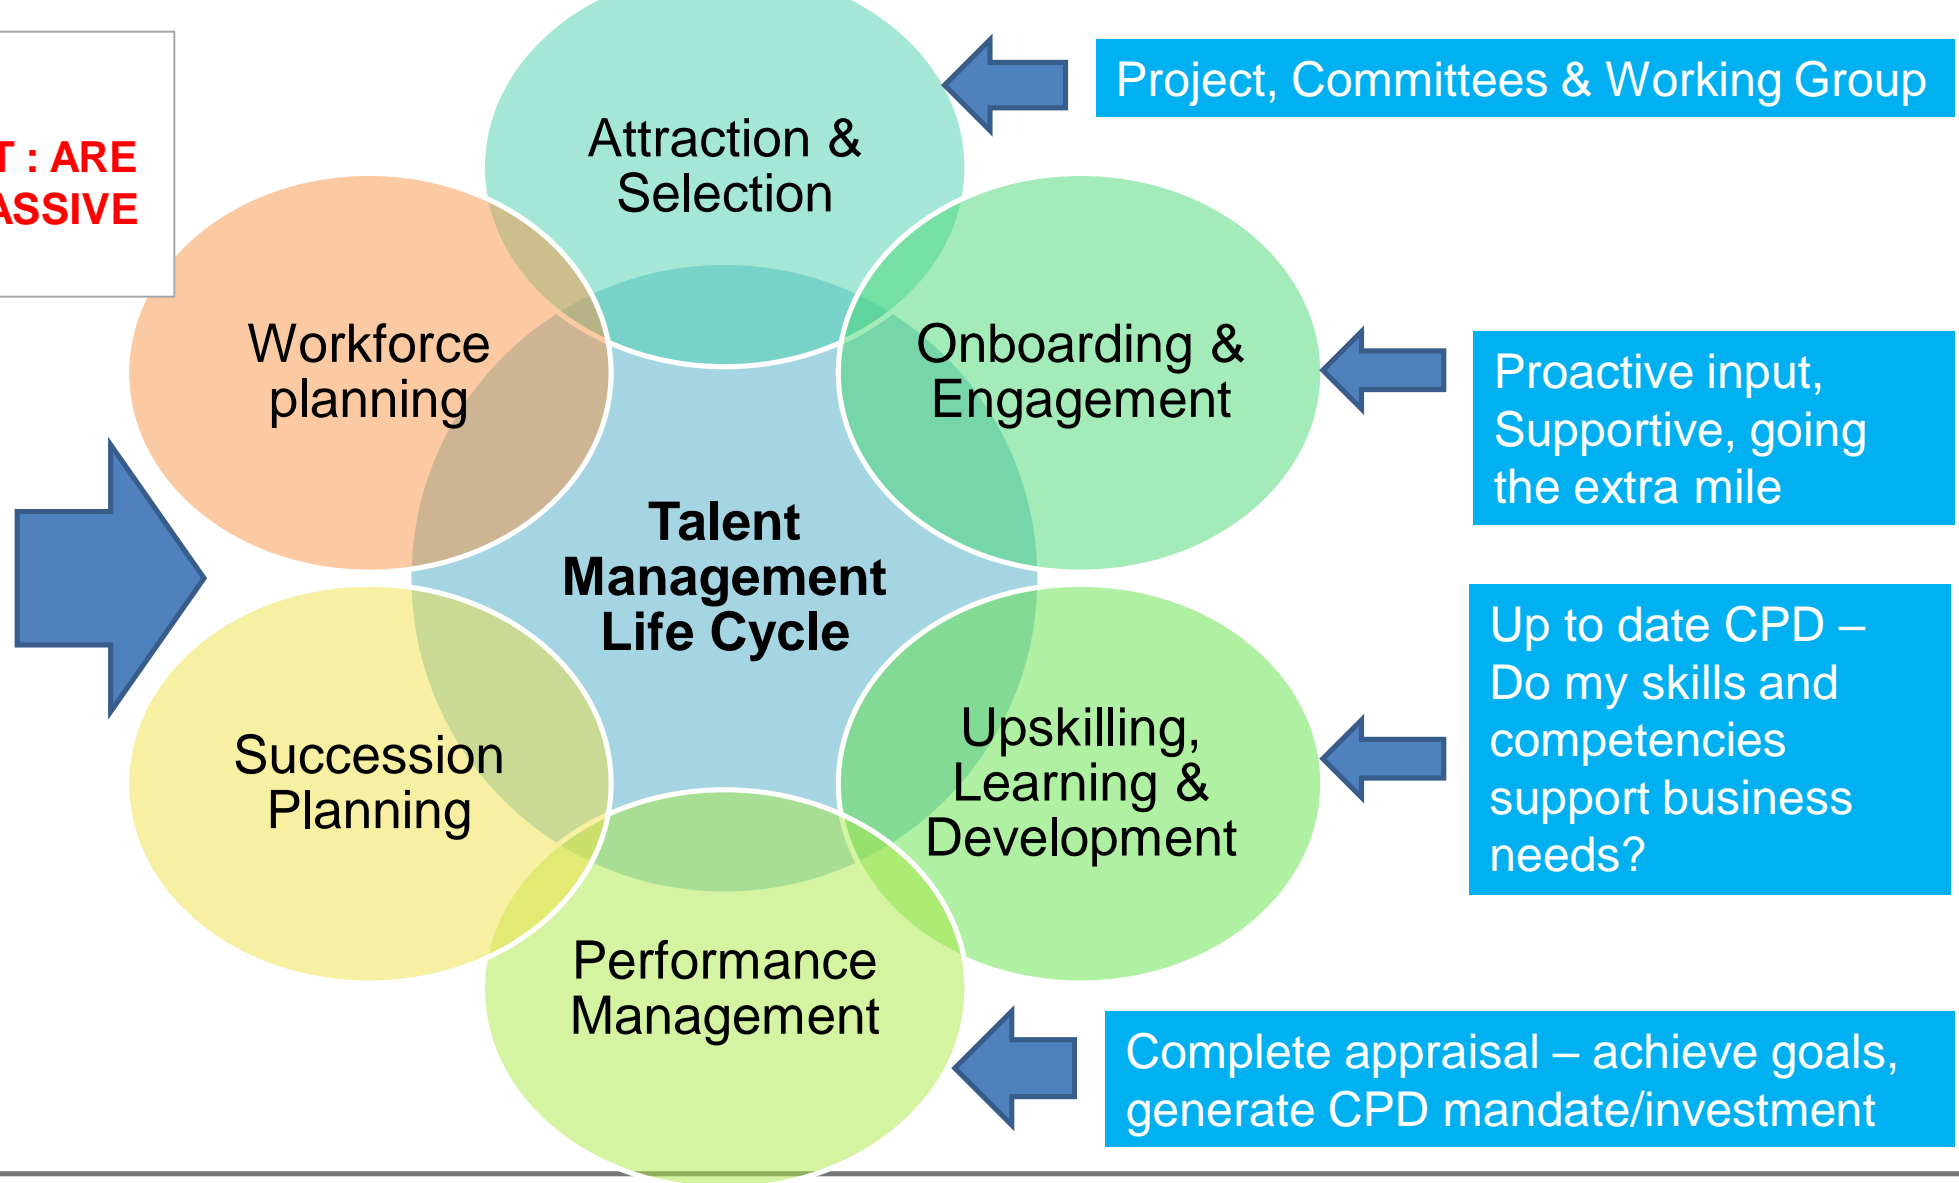 T : ARE
ASSIVE
Attraction &
Selection
Project, Committees & Working Group
Workforce
planning
Onboarding &
Engagement
Proactive input,
Supportive, going
the extra mile
Talent
Management
Life Cycle
Succession
Planning
Upskilling,
Learning &
Development
Up to date CPD –
Do my skills and
competencies
support business
needs?
Performance
Management
Complete appraisal – achieve goals,
generate CPD mandate/investment